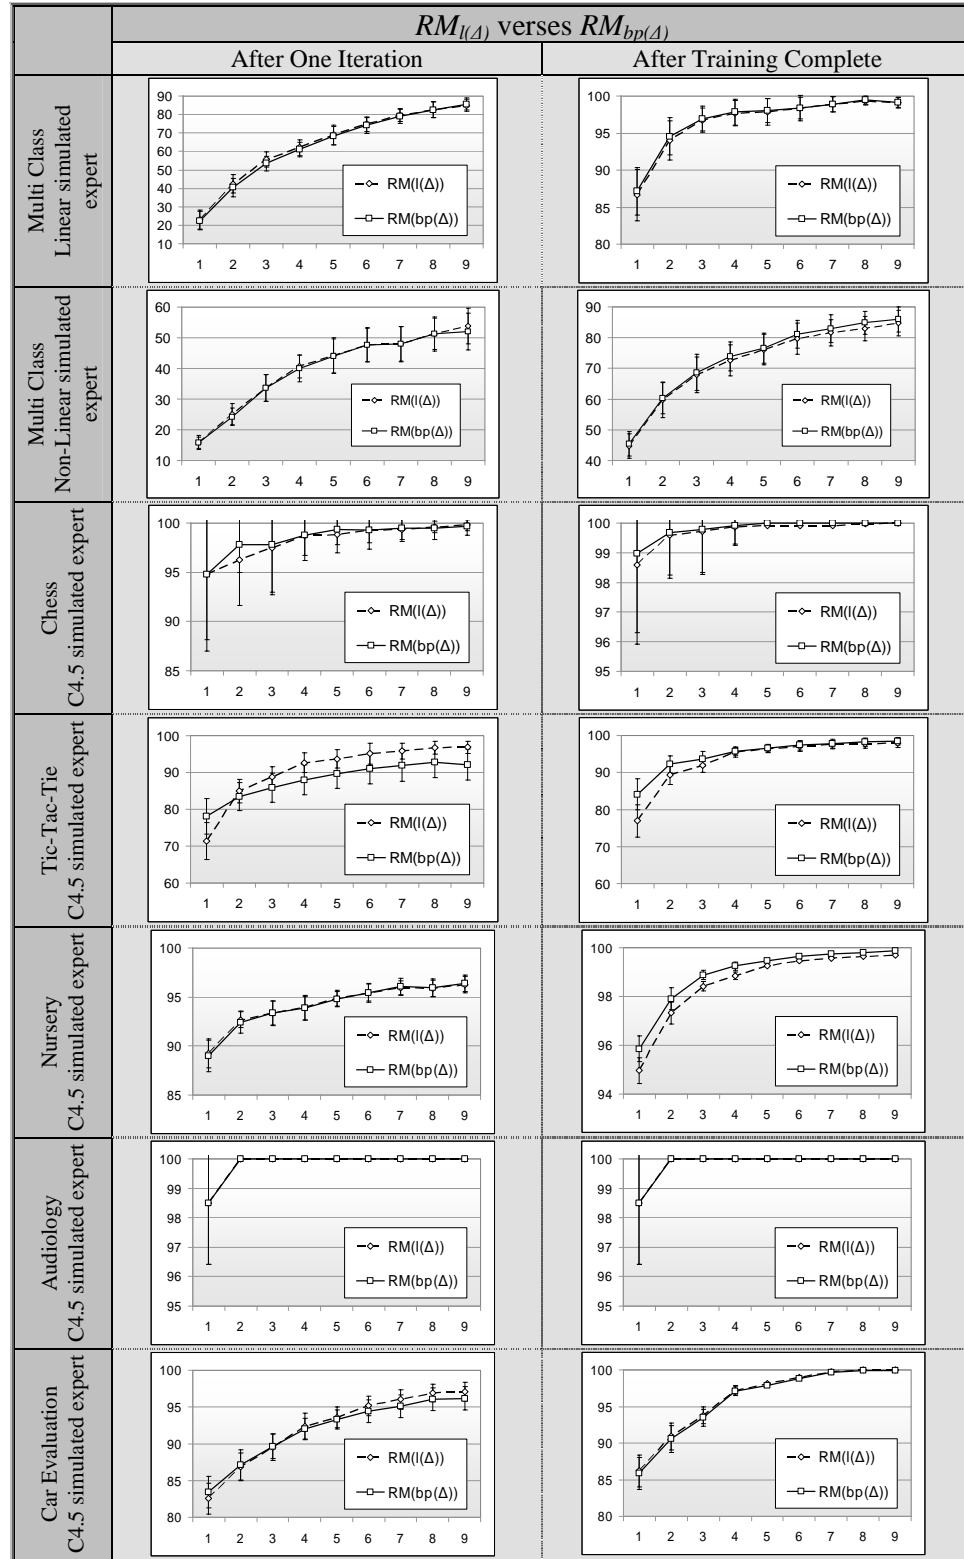 RM_l(Δ) verses RM_bp(Δ)
After One Iteration
After Training Complete
Multi Class
Linear simulated
expert
90
80
70
60
50
40
30
20
10
1 2 3 4 5 6 7 8 9
RM(l(Δ))
RM(bp(Δ))
100
95
90
85
80
1 2 3 4 5 6 7 8 9
RM(l(Δ))
RM(bp(Δ))
Multi Class
Non-Linear simulated
expert
60
50
40
30
20
10
1 2 3 4 5 6 7 8 9
RM(l(Δ))
RM(bp(Δ))
90
80
70
60
50
40
1 2 3 4 5 6 7 8 9
RM(l(Δ))
RM(bp(Δ))
Chess
C4.5 simulated expert
100
95
90
85
1 2 3 4 5 6 7 8 9
RM(l(Δ))
RM(bp(Δ))
100
99
98
97
96
95
1 2 3 4 5 6 7 8 9
RM(l(Δ))
RM(bp(Δ))
Tic-Tac-Tie
C4.5 simulated expert
100
90
80
70
60
1 2 3 4 5 6 7 8 9
RM(l(Δ))
RM(bp(Δ))
100
90
80
70
60
1 2 3 4 5 6 7 8 9
RM(l(Δ))
RM(bp(Δ))
Nursery
C4.5 simulated expert
100
95
90
85
1 2 3 4 5 6 7 8 9
RM(l(Δ))
RM(bp(Δ))
100
98
96
94
1 2 3 4 5 6 7 8 9
RM(l(Δ))
RM(bp(Δ))
Audiology
C4.5 simulated expert
100
99
98
97
96
95
1 2 3 4 5 6 7 8 9
RM(l(Δ))
RM(bp(Δ))
100
99
98
97
96
95
1 2 3 4 5 6 7 8 9
RM(l(Δ))
RM(bp(Δ))
Car Evaluation
C4.5 simulated expert
100
95
90
85
80
1 2 3 4 5 6 7 8 9
RM(l(Δ))
RM(bp(Δ))
100
95
90
85
80
1 2 3 4 5 6 7 8 9
RM(l(Δ))
RM(bp(Δ))